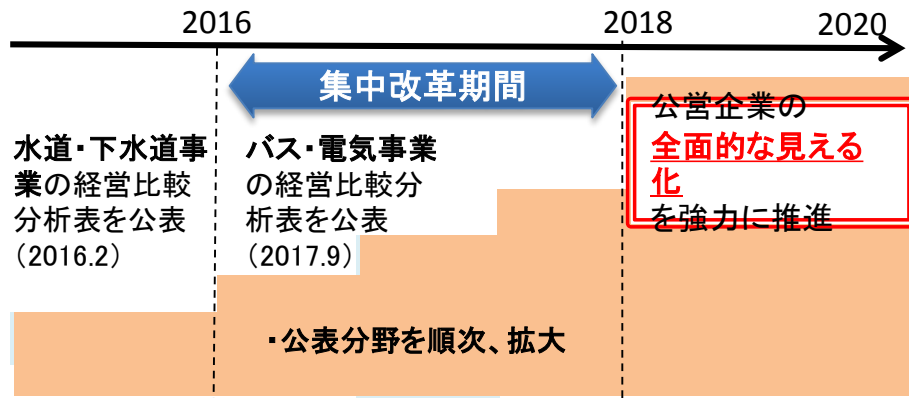 2016
2018
2020
集中改革期間
水道・下水道事
業の経営比較
分析表を公表
（2016.2）
バス・電気事業
の経営比較分
析表を公表
（2017.9）
公営企業の
全面的な見える
化
を強力に推進
・公表分野を順次、拡大